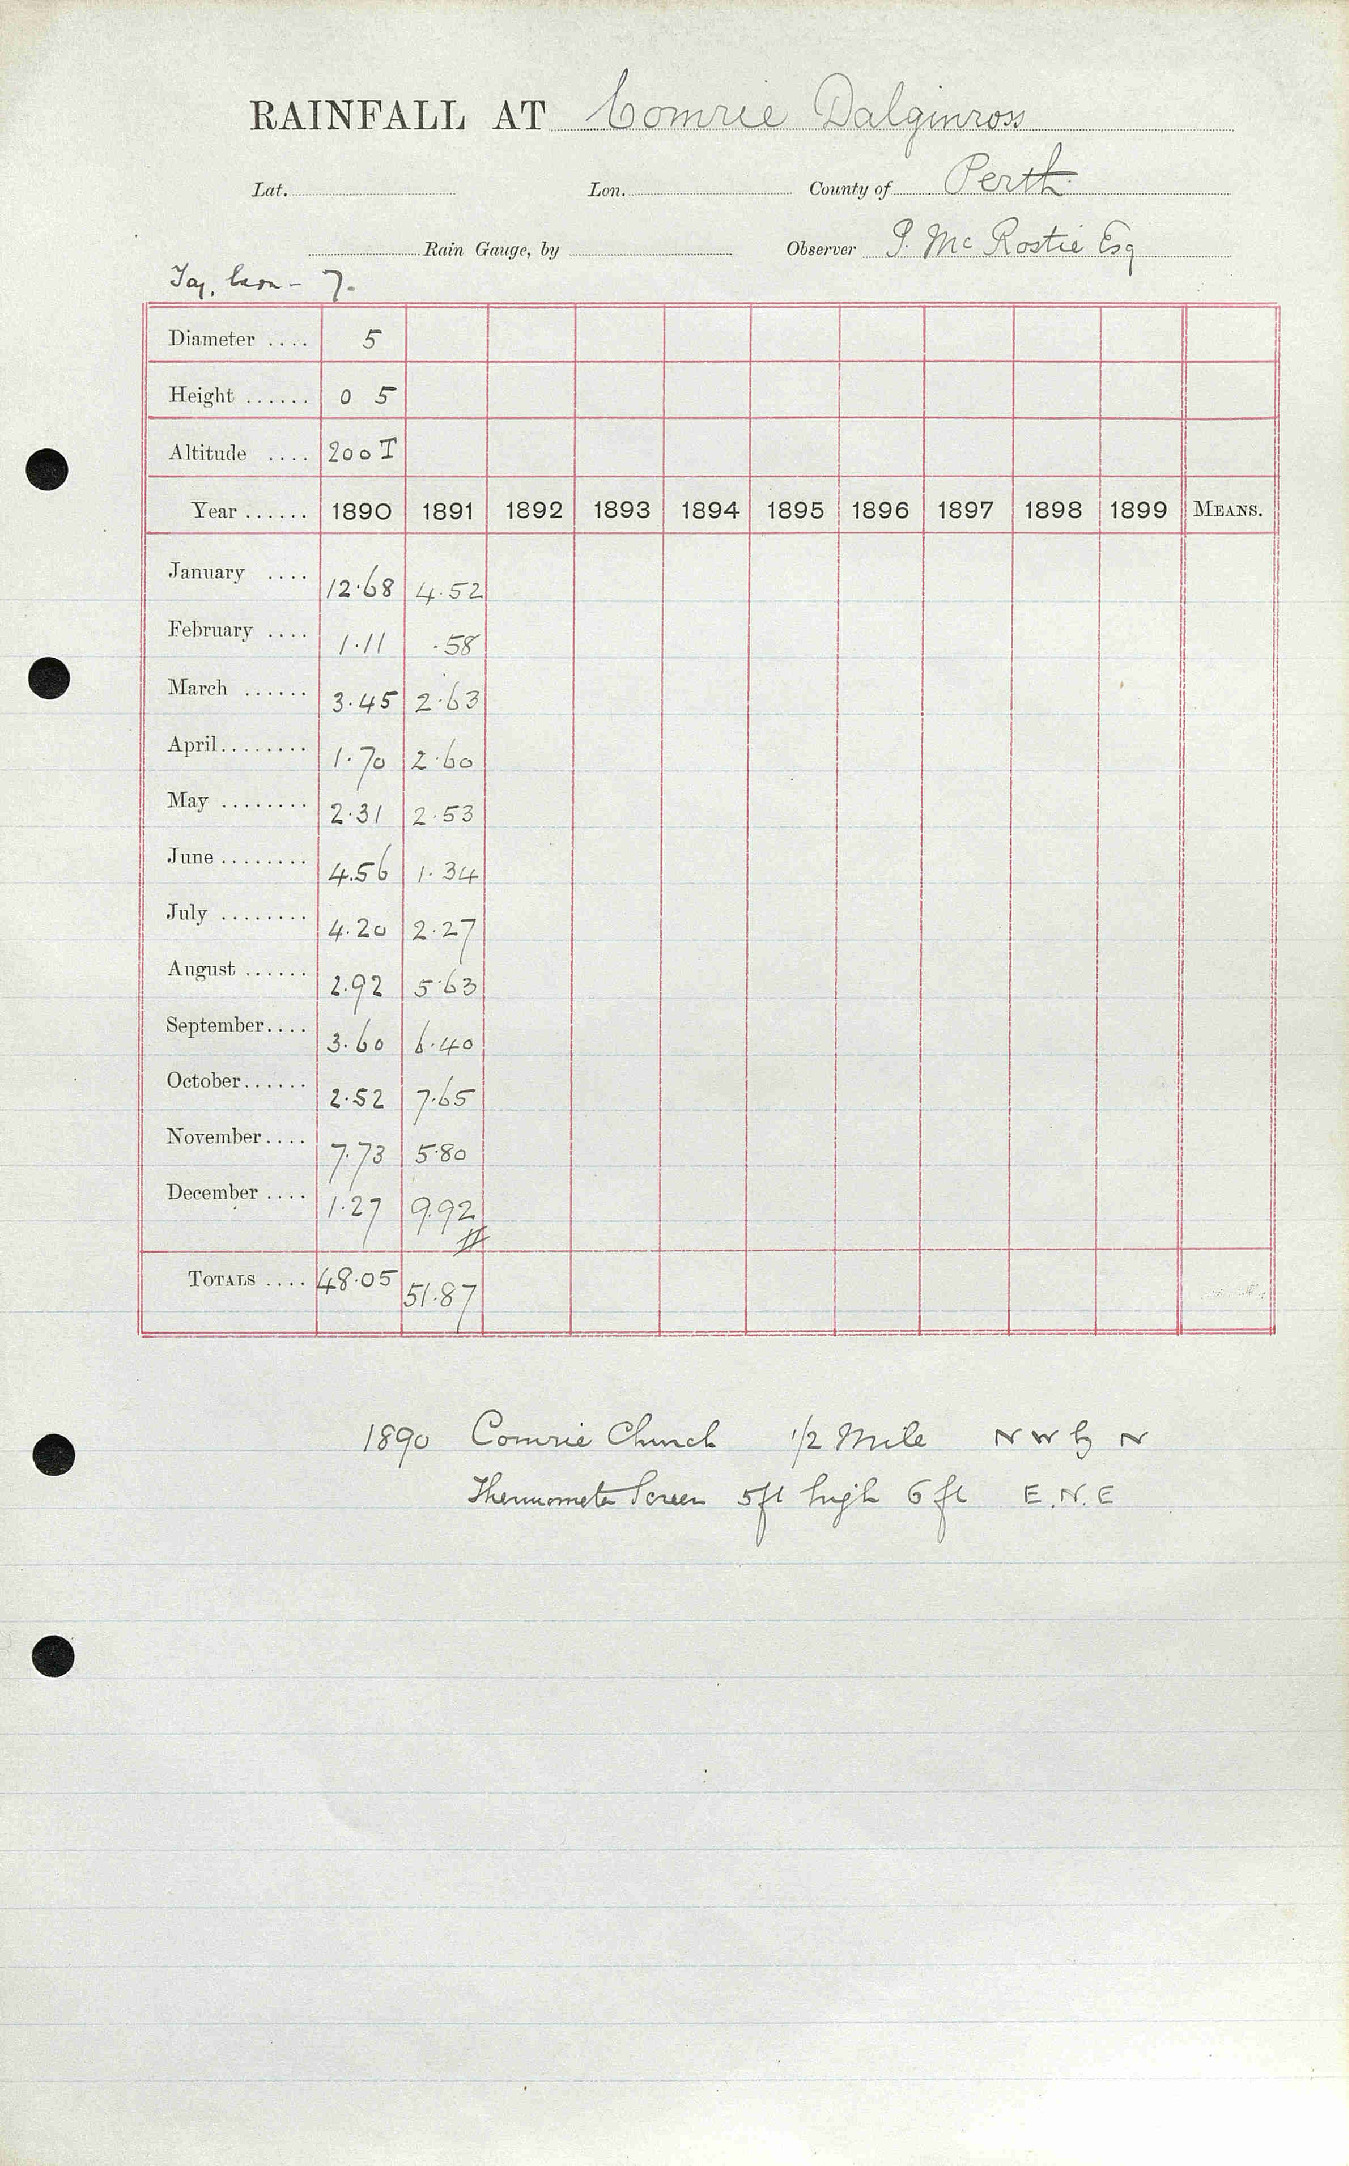 RAINFALL AT Comrie Dalginross
Lat. Lon. County of Perth
Rain Gauge, by Observer P. McRostie Esq
Tay, - 7.
Diameter .... 5
Height ...... 0 5
Altitude .... 200T
Year ...... 1890 1891 1892 1893 1894 1895 1896 1897 1898 1899 MEANS.
January .... 12.68 4.52
February .... 1.11 .58
March ...... 3.45 2.63
April........ 1.70 2.60
May ........ 2.31 2.53
June ........ 4.56 1.34
July ........ 4.20 2.27
August ...... 2.92 5.63
September.... 3.60 6.40
October...... 2.52 7.65
November.... 7.73 5.80
December .... 1.27 9.92
TOTALS .... 48.05 51.87
1890 Comrie Church 1/2 Mile N W by N
Thermometer Screen 5ft high 6 ft E.N.E